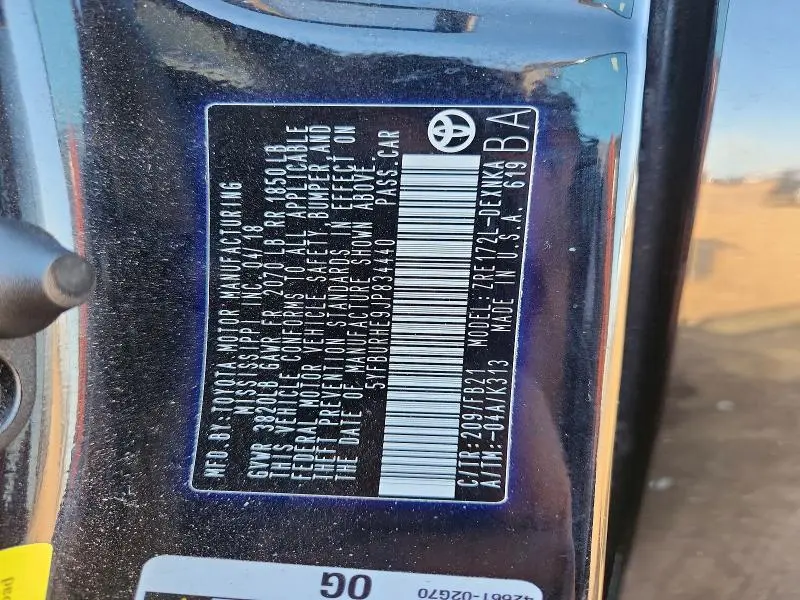 MFD. BY: TOYOTA MOTOR MANUFACTURING
MISSISSIPPI, INC. 04/18
GVWR 3820LB GAWR FR 2070 LB RR 1850LB
THIS VEHICLE CONFORMS TO ALL APPLICABLE
FEDERAL MOTOR VEHICLE SAFETY, BUMPER, AND
THEFT PREVENTION STANDARDS IN EFFECT ON
THE DATE OF MANUFACTURE SHOWN ABOVE.
5YFBURHE9JP834440 PASS. CAR
C/TR:209/FB21 MODEL:ZRE172L-DEXNKA
A/TM:-04A/K313 MADE IN U.S.A. 619 BA
0G
42661-02G70